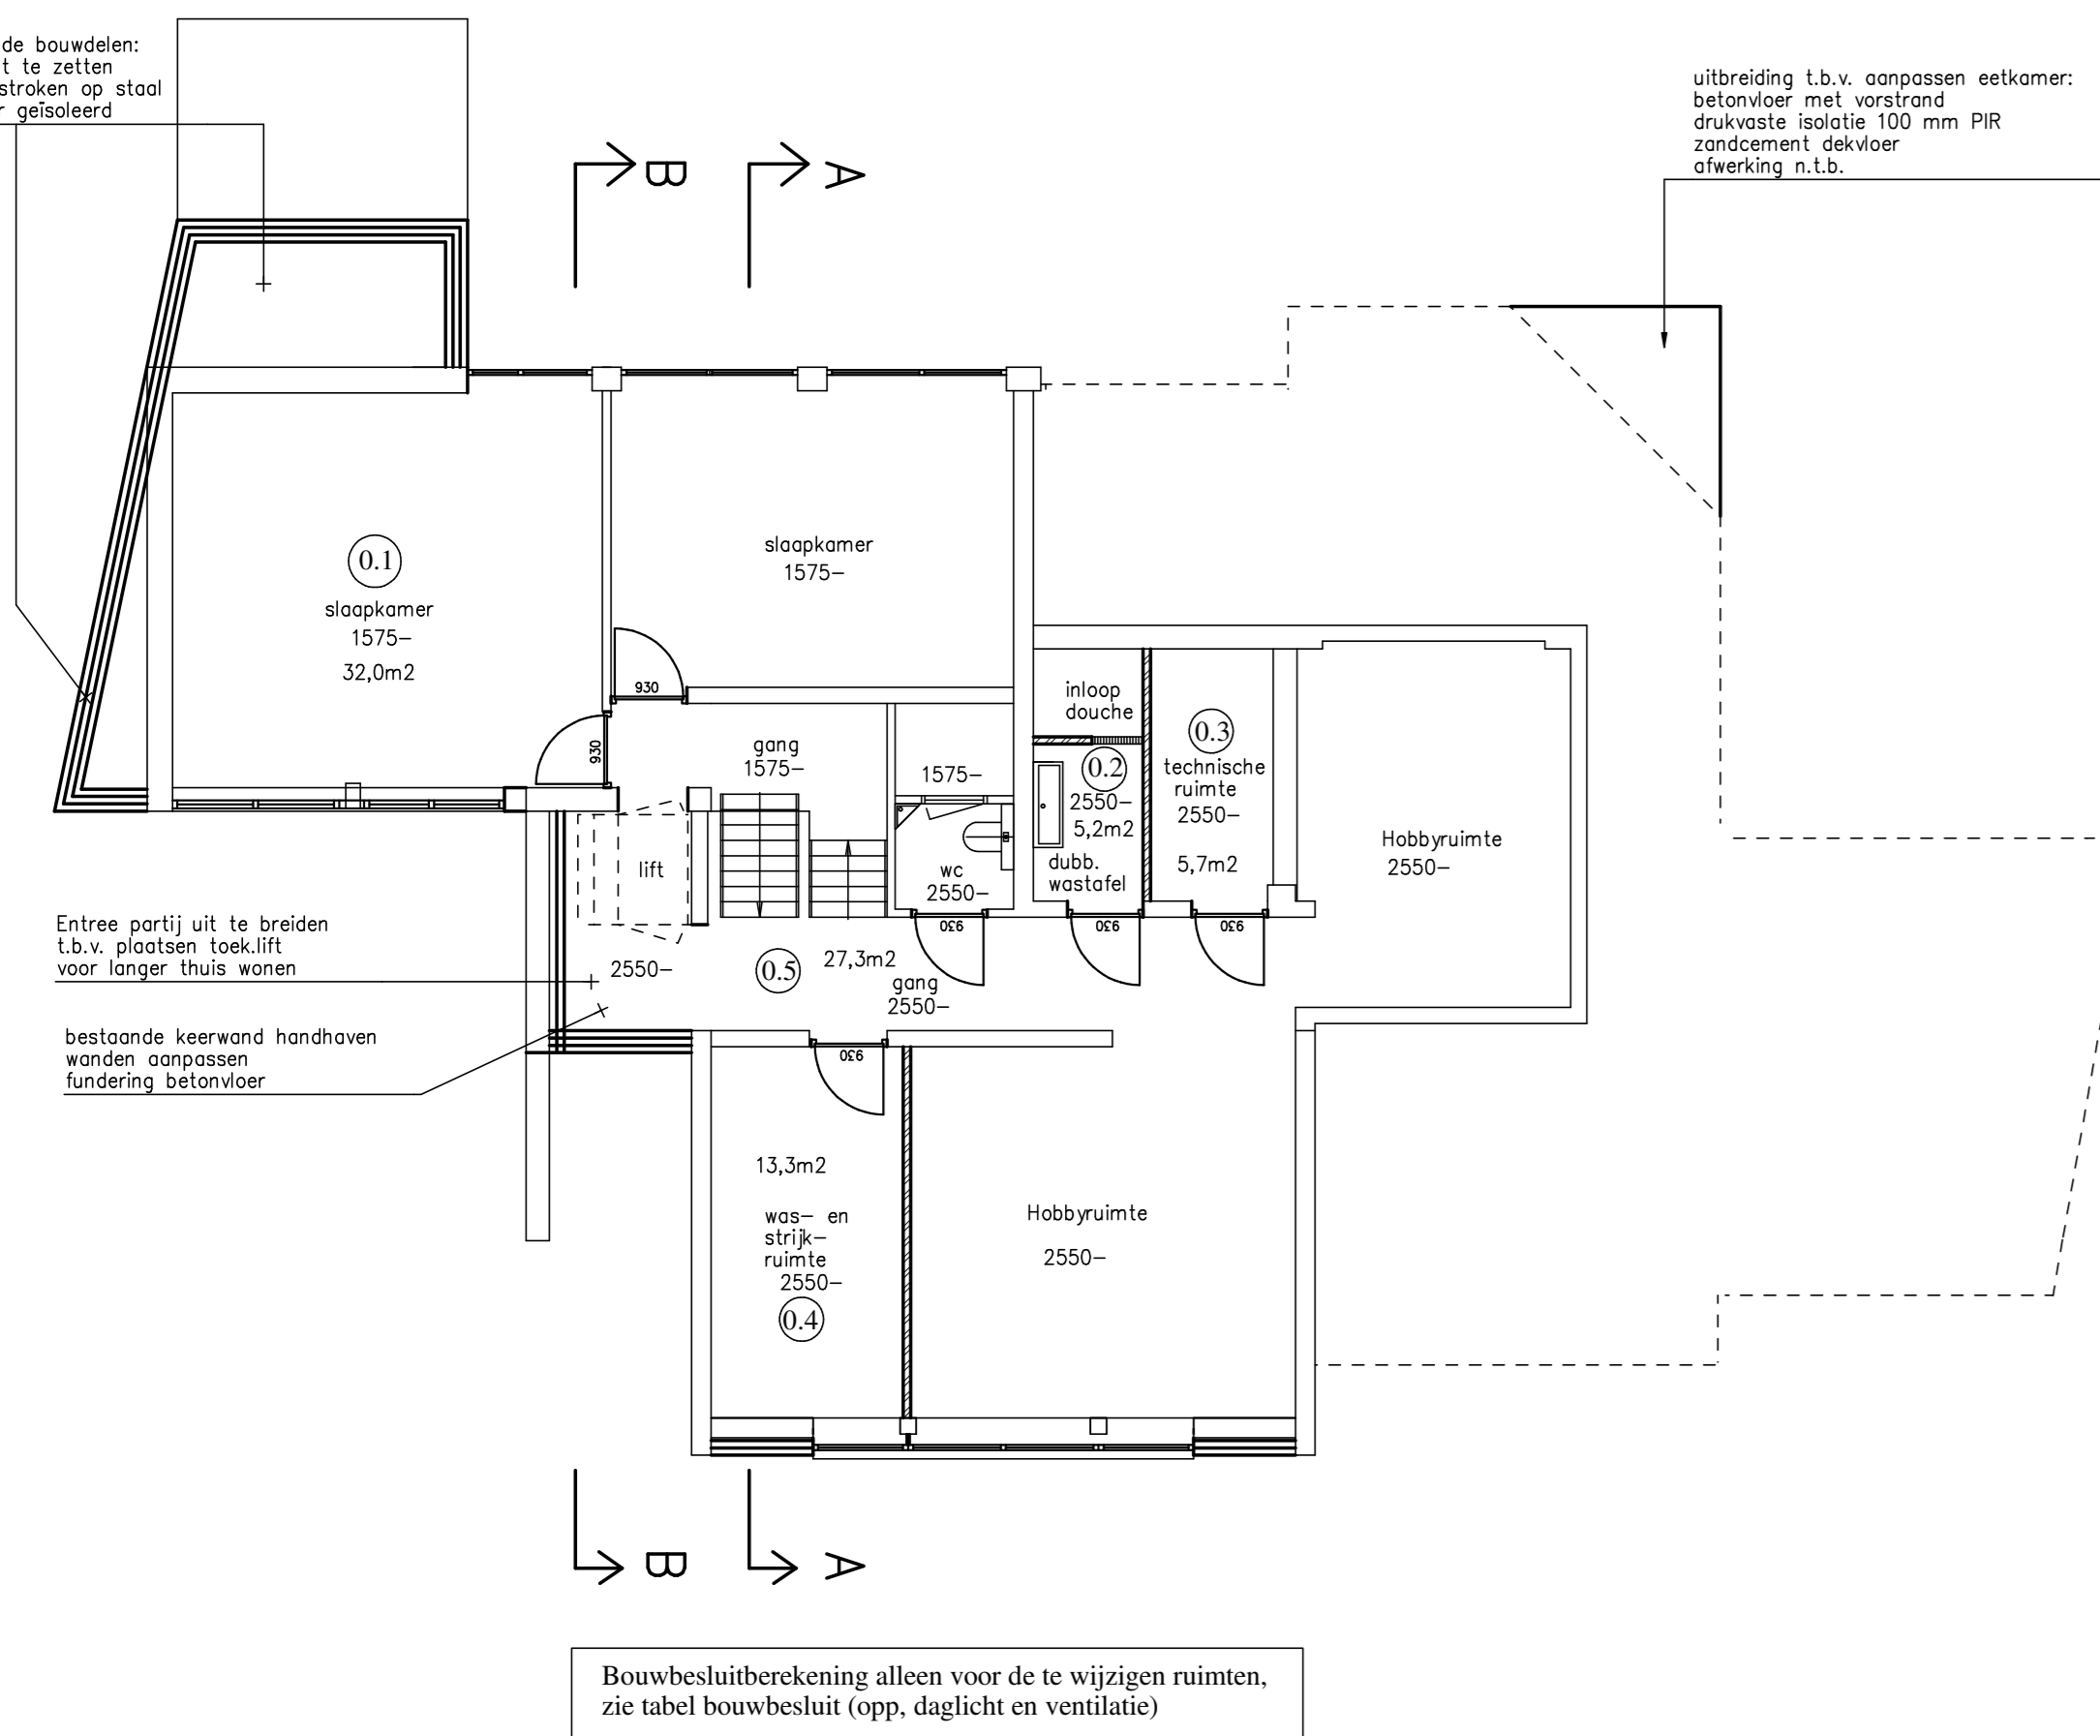 de bouwdelen:
t te zetten
stroken op staal
r geïsoleerd
uitbreiding t.b.v. aanpassen eetkamer:
betonvloer met vorstrand
drukvaste isolatie 100 mm PIR
zandcement dekvloer
afwerking n.t.b.
B
A
0.1
slaapkamer
1575-
32,0m2
slaapkamer
1575-
930
930
gang
1575-
1575-
inloop
douche
0.2
2550-
5,2m2
dubb.
wastafel
0.3
technische
ruimte
2550-
5,7m2
Hobbyruimte
2550-
lift
wc
2550-
930
930
930
Entree partij uit te breiden
t.b.v. plaatsen toek.lift
voor langer thuis wonen
2550-
0.5
27,3m2
gang
2550-
bestaande keerwand handhaven
wanden aanpassen
fundering betonvloer
930
13,3m2
was- en
strijk-
ruimte
2550-
0.4
Hobbyruimte
2550-
B
A
Bouwbesluitberekening alleen voor de te wijzigen ruimten,
zie tabel bouwbesluit (opp, daglicht en ventilatie)